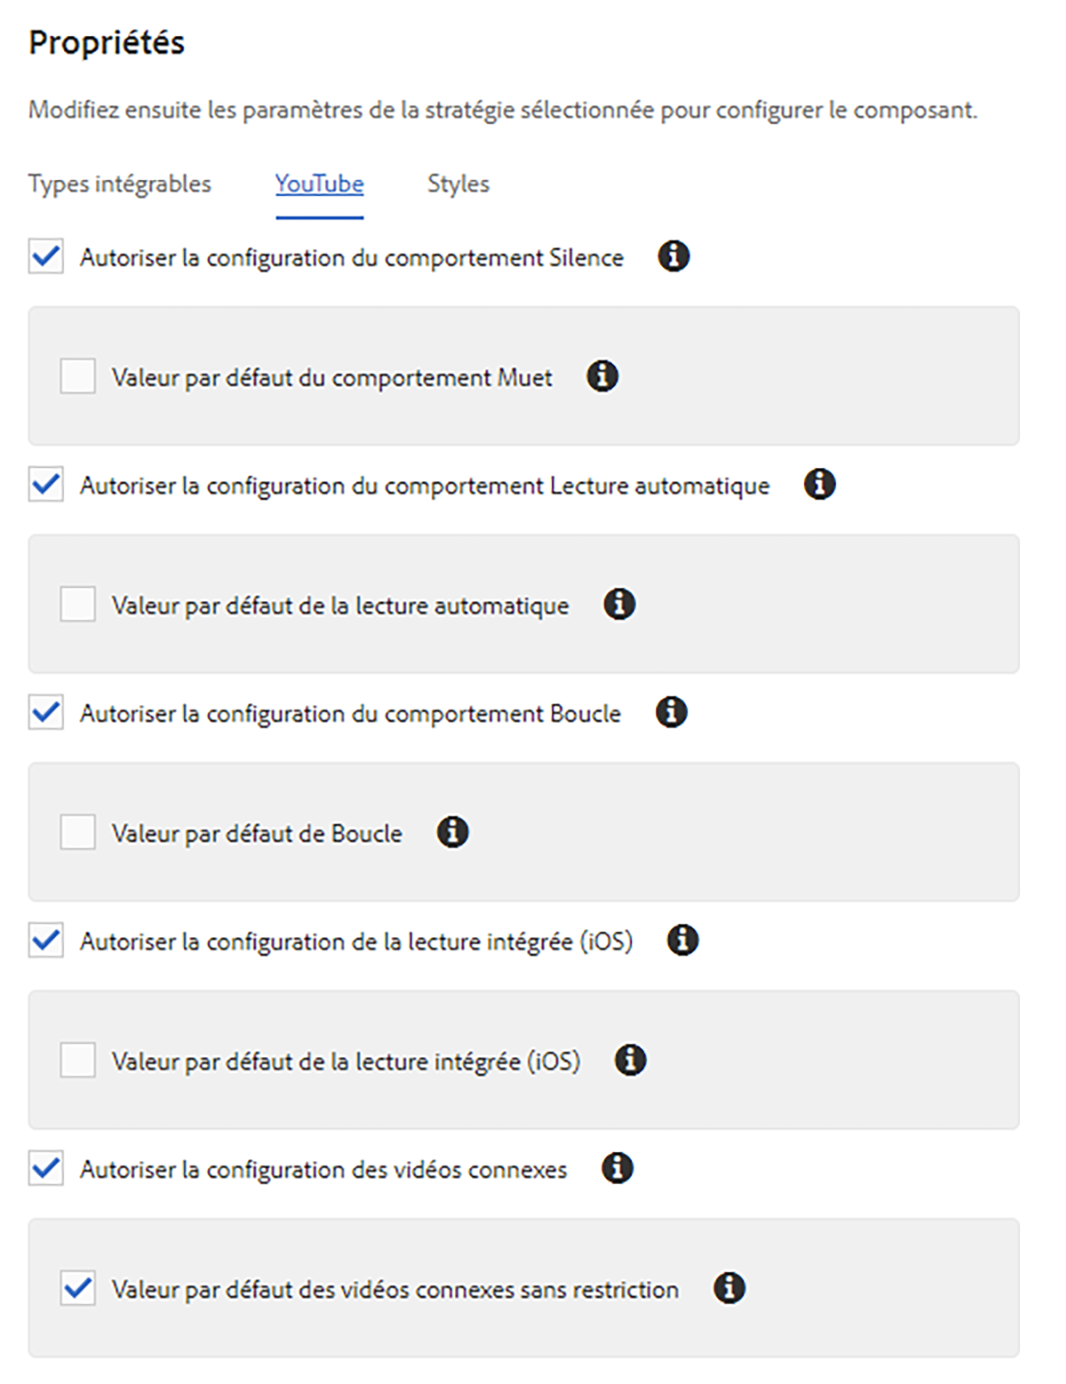 Propriétés
Modifiez ensuite les paramètres de la stratégie sélectionnée pour configurer le composant.
Types intégrables YouTube Styles
Autoriser la configuration du comportement Silence
Valeur par défaut du comportement Muet
Autoriser la configuration du comportement Lecture automatique
Valeur par défaut de la lecture automatique
Autoriser la configuration du comportement Boucle
Valeur par défaut de Boucle
Autoriser la configuration de la lecture intégrée (iOS)
Valeur par défaut de la lecture intégrée (iOS)
Autoriser la configuration des vidéos connexes
Valeur par défaut des vidéos connexes sans restriction